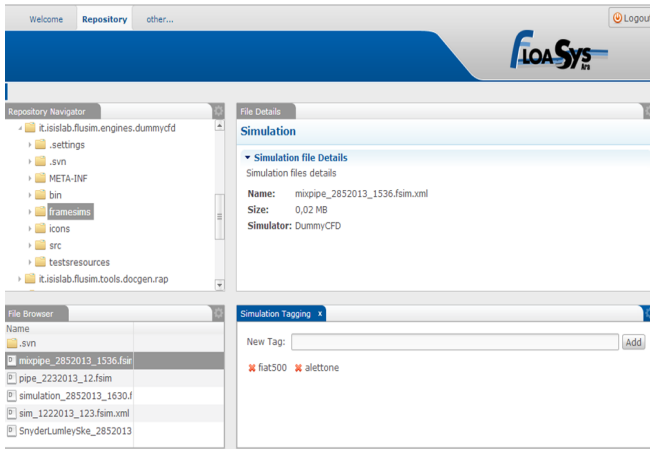 Welcome Repository other... Logout
FLOASys
Ara
Repository Navigator
it.isislab.flusim.engines.dummycfd
.settings
.svn
META-INF
bin
framesims
icons
src
testsresources
it.isislab.flusim.tools.docgen.rap
File Details
Simulation
Simulation file Details
Simulation files details
Name: mixpipe_2852013_1536.fsim.xml
Size: 0,02 MB
Simulator: DummyCFD
File Browser
Name
.svn
mixpipe_2852013_1536.fsim
pipe_2232013_12.fsim
simulation_2852013_1630.f
sim_1222013_123.fsim.xml
SnyderLumleySke_2852013
Simulation Tagging x
New Tag: Add
fiat500 alettone